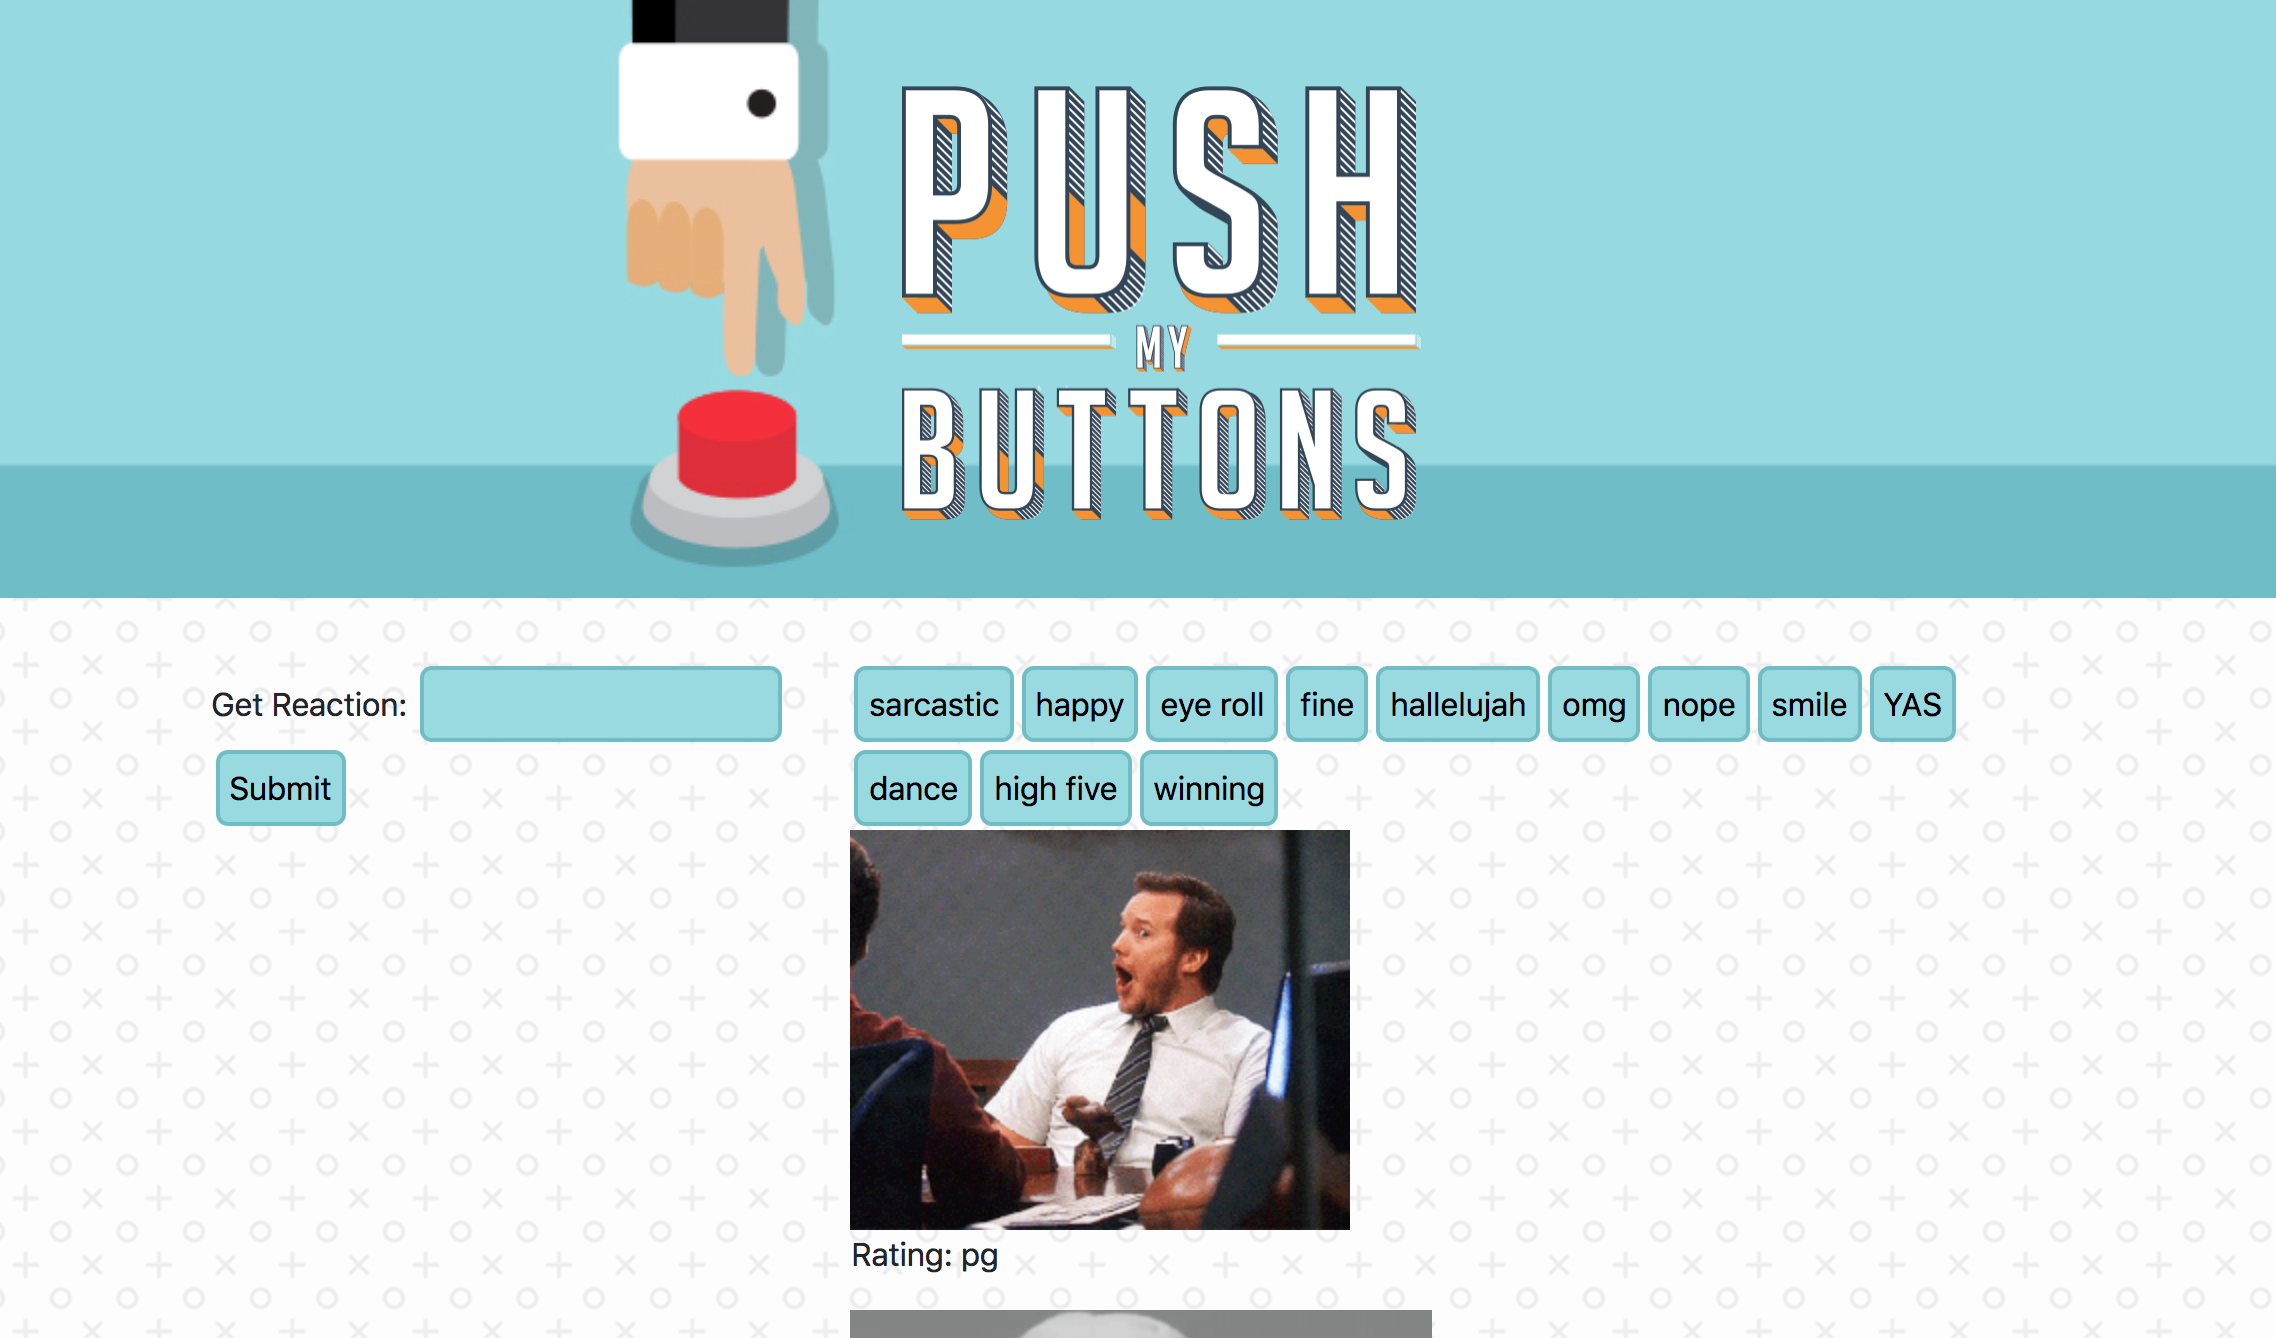 PUSH
MY
BUTTONS
Get Reaction:
Submit
sarcastic happy eye roll fine hallelujah omg nope smile YAS
dance high five winning
Rating: pg